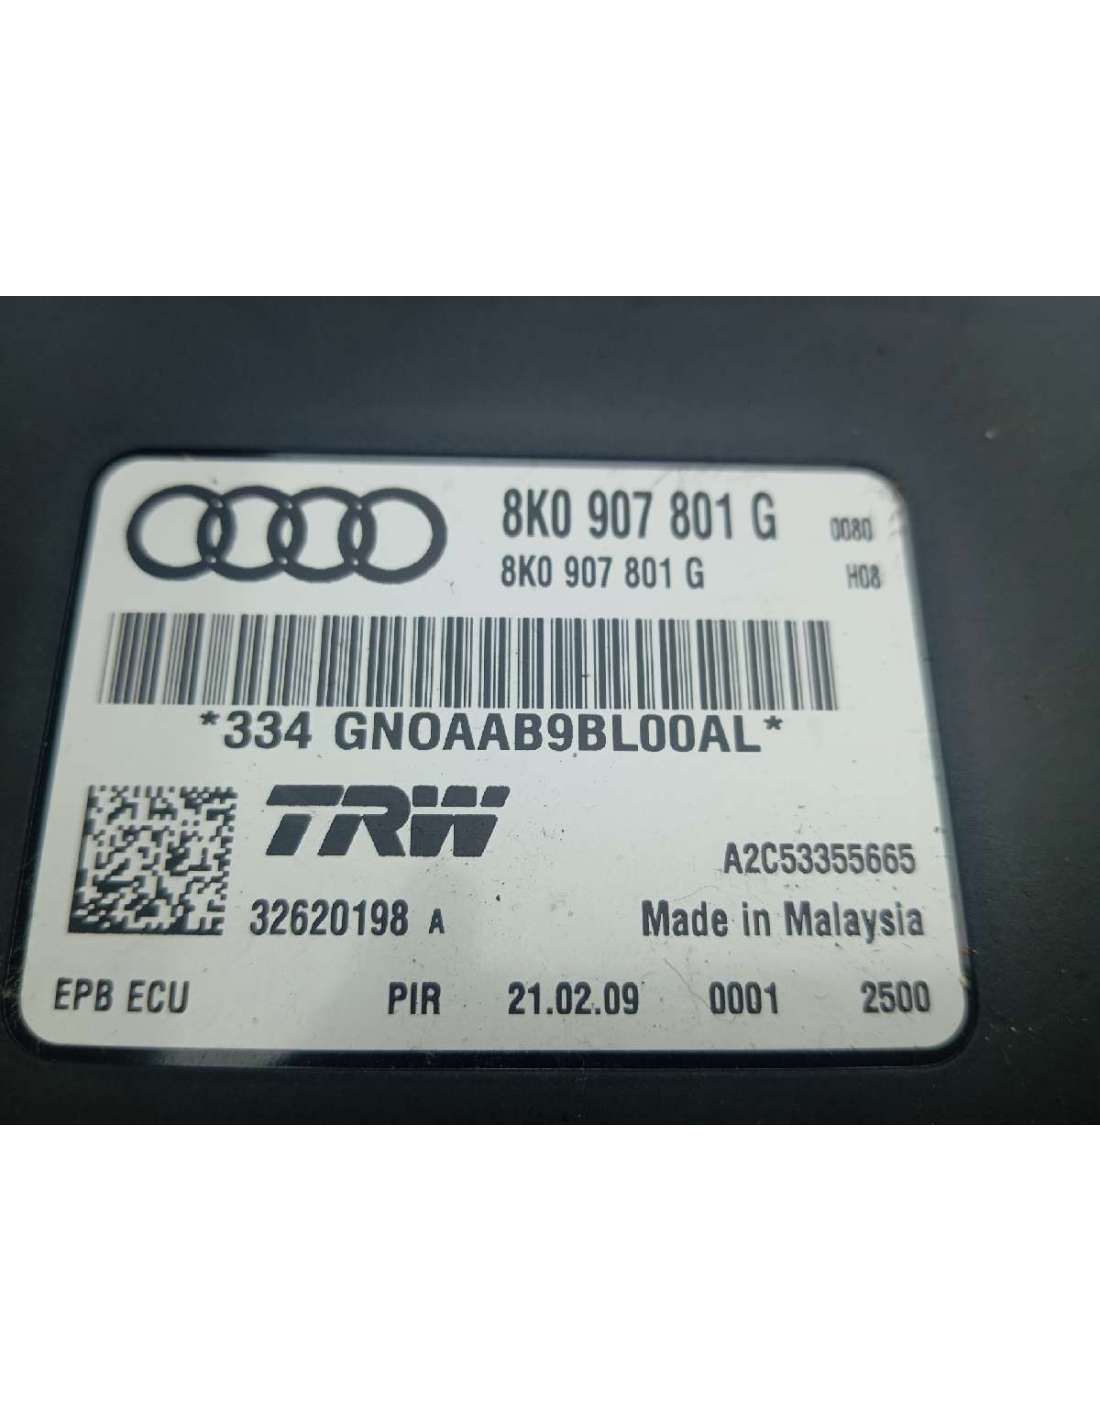 8K0 907 801 G 0080
8K0 907 801 G H08
*334 GN0AAB9BL00AL*
TRW
A2C53355665
32620198 A Made in Malaysia
EPB ECU PIR 21.02.09 0001 2500